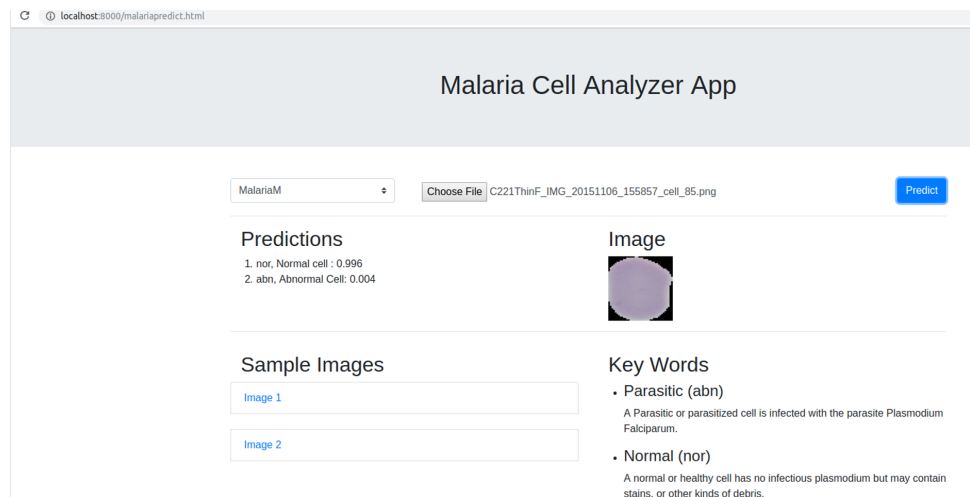 localhost:8000/malariapredict.html
Malaria Cell Analyzer App
MalariaM
Choose File C221ThinF_IMG_20151106_155857_cell_85.png
Predict
Predictions
1. nor, Normal cell : 0.996
2. abn, Abnormal Cell: 0.004
Image
Sample Images
Image 1
Image 2
Key Words
• Parasitic (abn)
A Parasitic or parasitized cell is infected with the parasite Plasmodium
Falciparum.
• Normal (nor)
A normal or healthy cell has no infectious plasmodium but may contain
stains, or other kinds of debris.